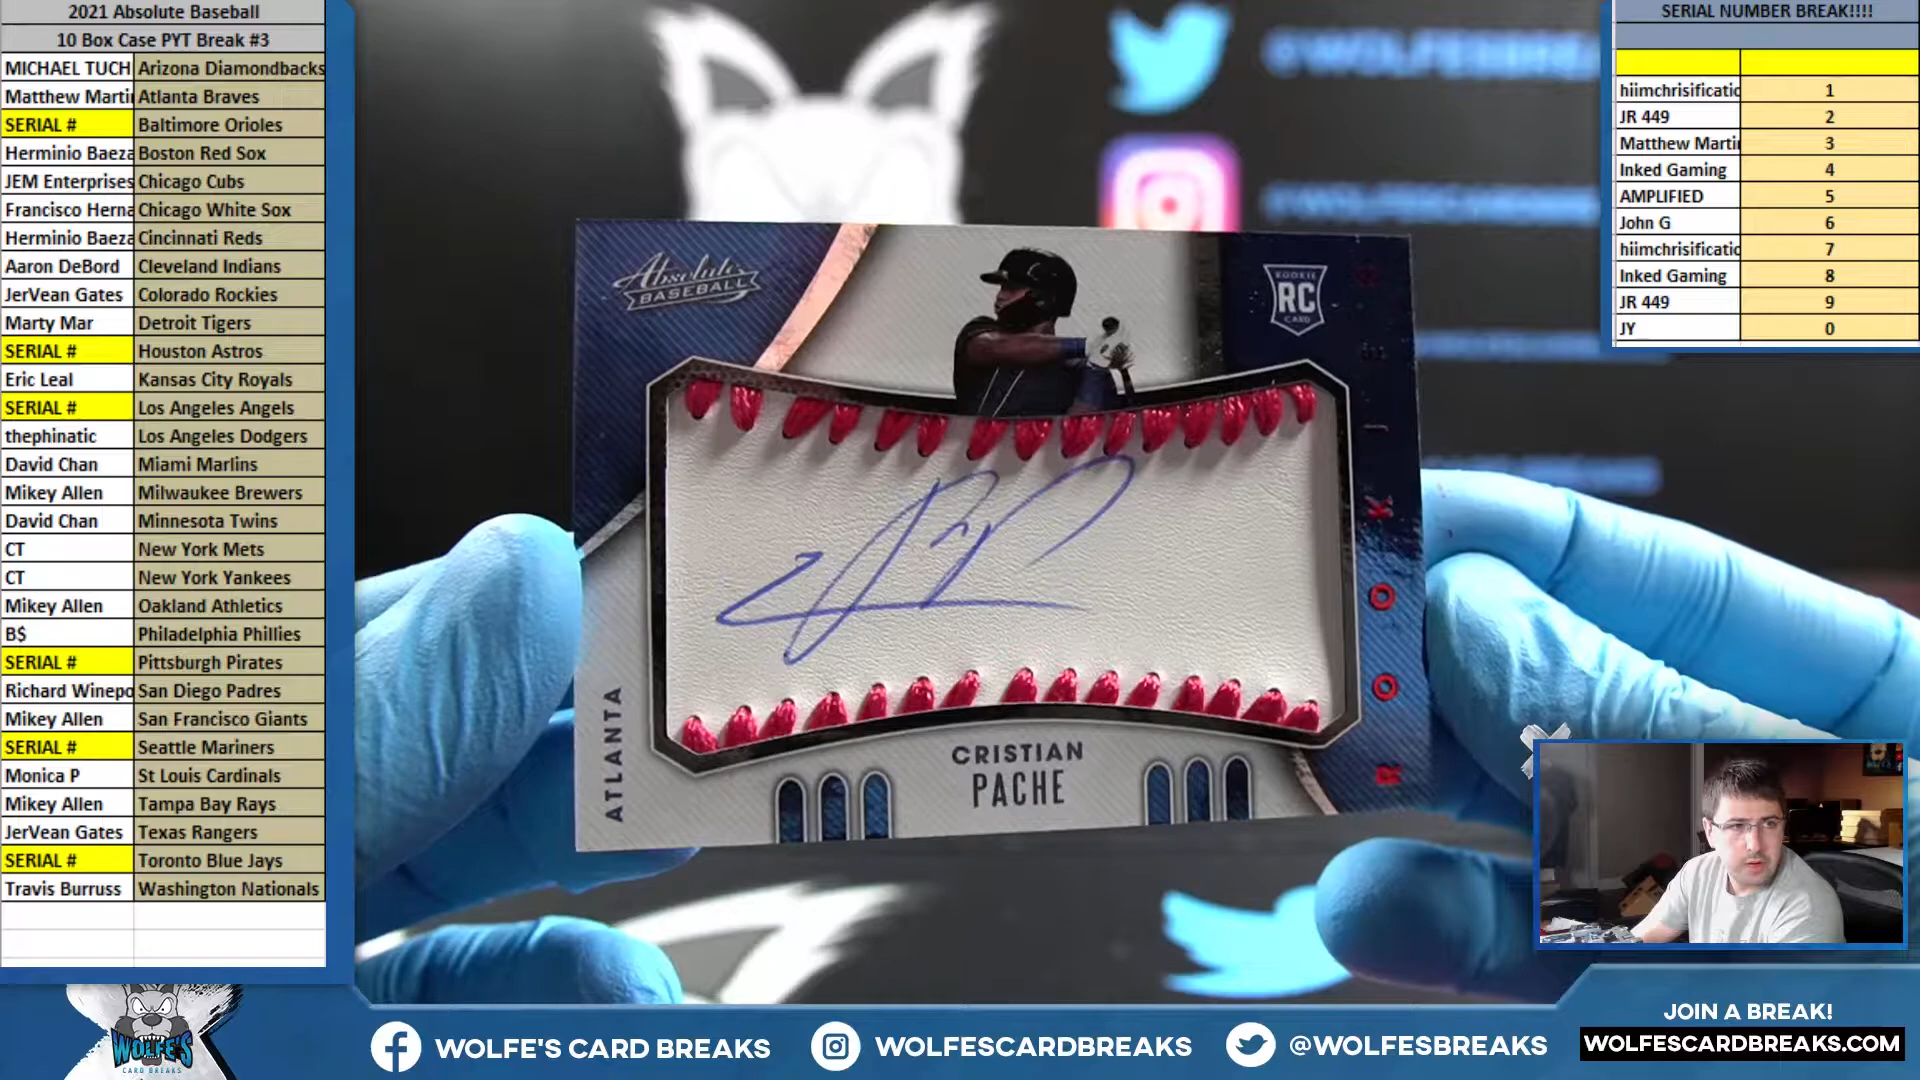 2021 Absolute Baseball
10 Box Case PYT Break #3
MICHAEL TUCH Arizona Diamondbacks
Matthew Marti Atlanta Braves
SERIAL # Baltimore Orioles
Herminio Baeza Boston Red Sox
JEM Enterprises Chicago Cubs
Francisco Herna Chicago White Sox
Herminio Baeza Cincinnati Reds
Aaron DeBord Cleveland Indians
JerVean Gates Colorado Rockies
Marty Mar Detroit Tigers
SERIAL # Houston Astros
Eric Leal Kansas City Royals
SERIAL # Los Angeles Angels
thephinatic Los Angeles Dodgers
David Chan Miami Marlins
Mikey Allen Milwaukee Brewers
David Chan Minnesota Twins
CT New York Mets
CT New York Yankees
Mikey Allen Oakland Athletics
B$ Philadelphia Phillies
SERIAL # Pittsburgh Pirates
Richard Winepo San Diego Padres
Mikey Allen San Francisco Giants
SERIAL # Seattle Mariners
Monica P St Louis Cardinals
Mikey Allen Tampa Bay Rays
JerVean Gates Texas Rangers
SERIAL # Toronto Blue Jays
Travis Burruss Washington Nationals
@WOLFESBREA
Absolute
BASEBALL
ROOKIE
RC
CARD
ROOKIE
ATLANTA
CRISTIAN
PACHE
SERIAL NUMBER BREAK!!!!
hiimchrisificatio 1
JR 449 2
Matthew Marti 3
Inked Gaming 4
AMPLIFIED 5
John G 6
hiimchrisificatio 7
Inked Gaming 8
JR 449 9
JY 0
WOLFE'S
CARD BREAKS
WOLFE'S CARD BREAKS
WOLFESCARDBREAKS
@WOLFESBREAKS
JOIN A BREAK!
WOLFESCARDBREAKS.COM